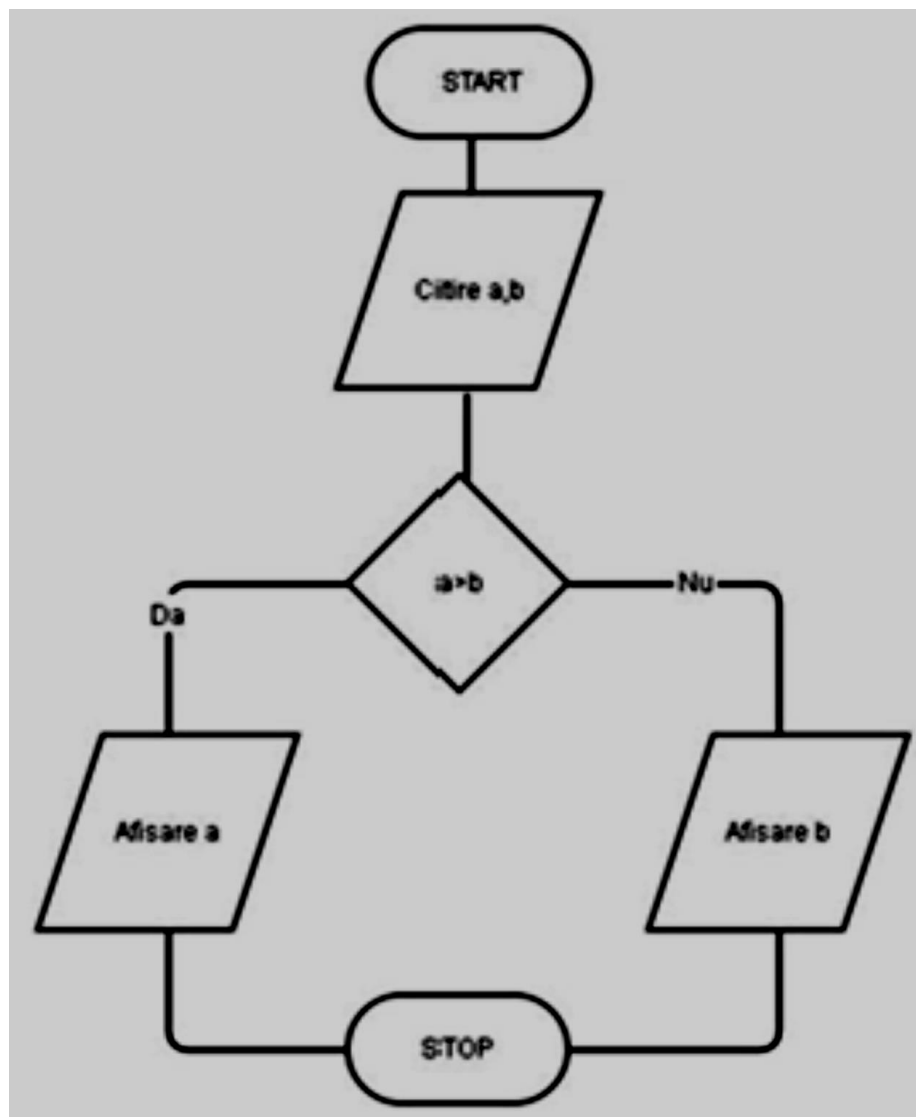 START
Citire a,b
a>b
Da
Nu
Afisare a
Afisare b
STOP